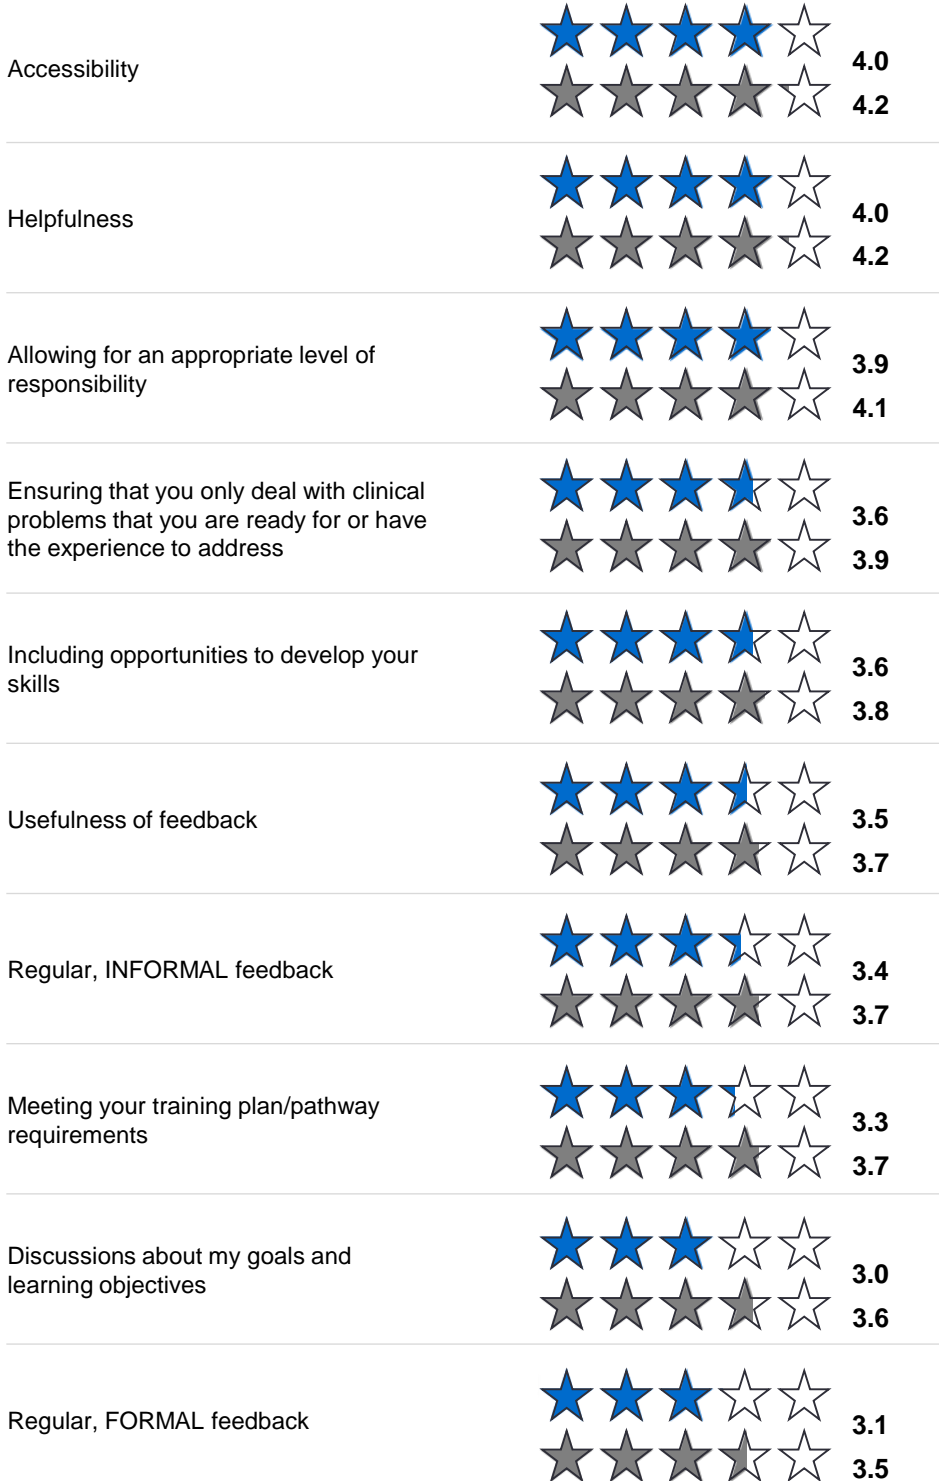 Accessibility
4.0
4.2
Helpfulness
4.0
4.2
Allowing for an appropriate level of
responsibility
3.9
4.1
Ensuring that you only deal with clinical
problems that you are ready for or have
the experience to address
3.6
3.9
Including opportunities to develop your
skills
3.6
3.8
Usefulness of feedback
3.5
3.7
Regular, INFORMAL feedback
3.4
3.7
Meeting your training plan/pathway
requirements
3.3
3.7
Discussions about my goals and
learning objectives
3.0
3.6
Regular, FORMAL feedback
3.1
3.5